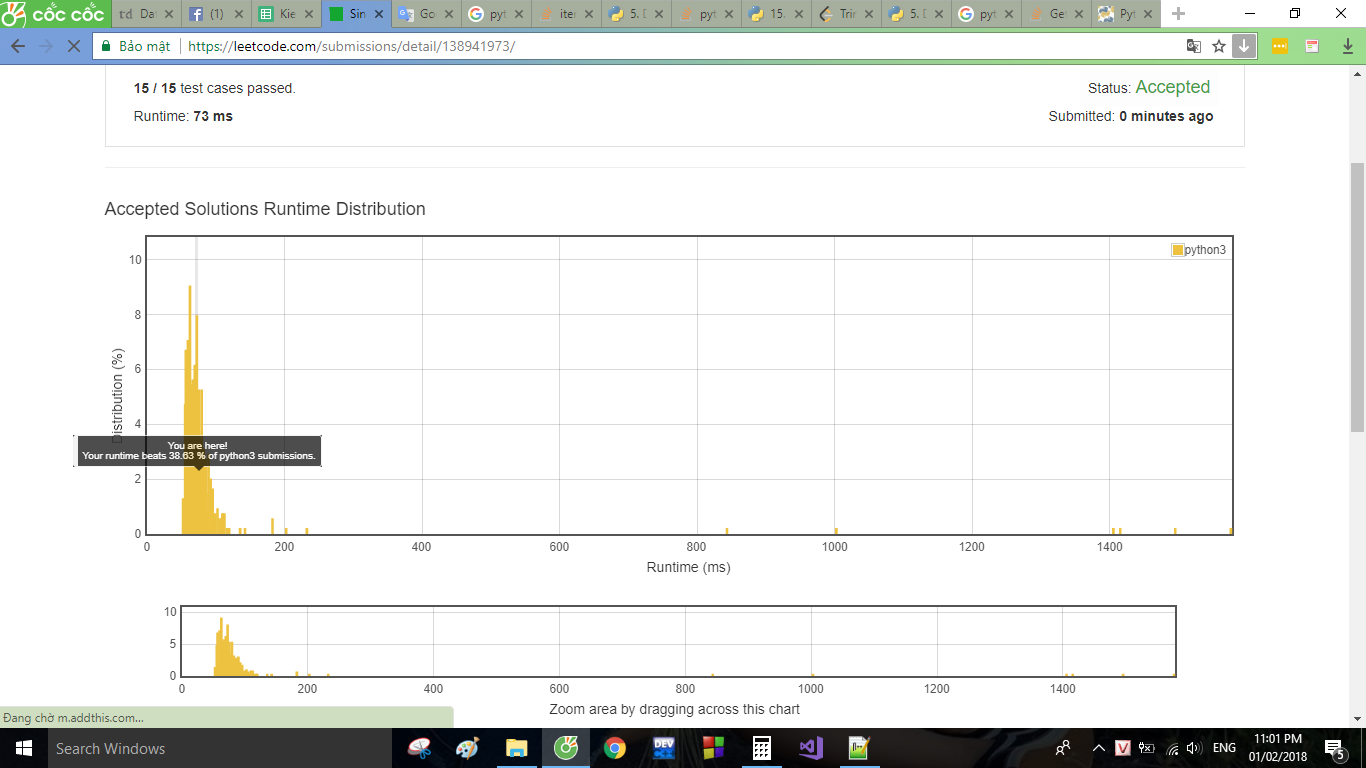 cốc cốc
Dat
(1)
Kie
Sin
Go
pyt
iter
5. D
pyt
15.
Trin
5. D
pyt
Get
Pyt
Bảo mật https://leetcode.com/submissions/detail/138941973/
15 / 15 test cases passed.
Status: Accepted
Runtime: 73 ms
Submitted: 0 minutes ago
Accepted Solutions Runtime Distribution
python3
10
8
6
4
2
0
Distribution (%)
You are here!
Your runtime beats 38.63 % of python3 submissions.
0 200 400 600 800 1000 1200 1400
Runtime (ms)
10
5
0
0 200 400 600 800 1000 1200 1400
Zoom area by dragging across this chart
Đang chờ m.addthis.com...
Search Windows
DEV
V
ENG
11:01 PM
01/02/2018
5